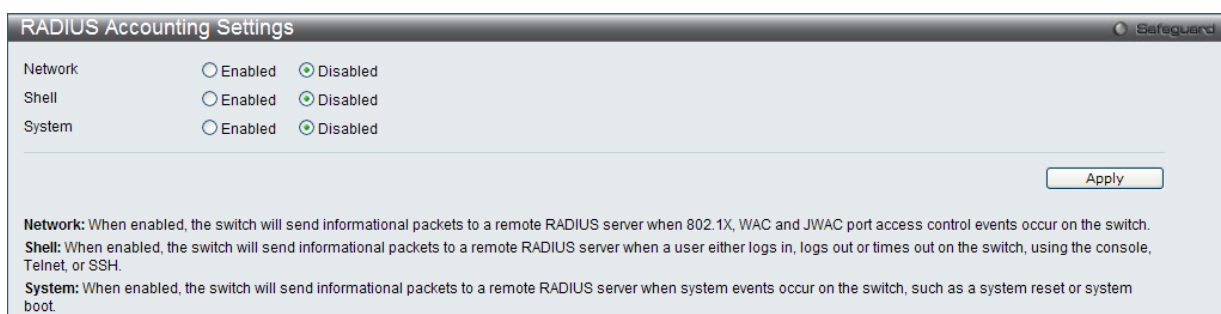 RADIUS Accounting Settings
Safeguard
Network Enabled Disabled
Shell Enabled Disabled
System Enabled Disabled
Apply
Network: When enabled, the switch will send informational packets to a remote RADIUS server when 802.1X, WAC and JWAC port access control events occur on the switch.
Shell: When enabled, the switch will send informational packets to a remote RADIUS server when a user either logs in, logs out or times out on the switch, using the console,
Telnet, or SSH.
System: When enabled, the switch will send informational packets to a remote RADIUS server when system events occur on the switch, such as a system reset or system
boot.